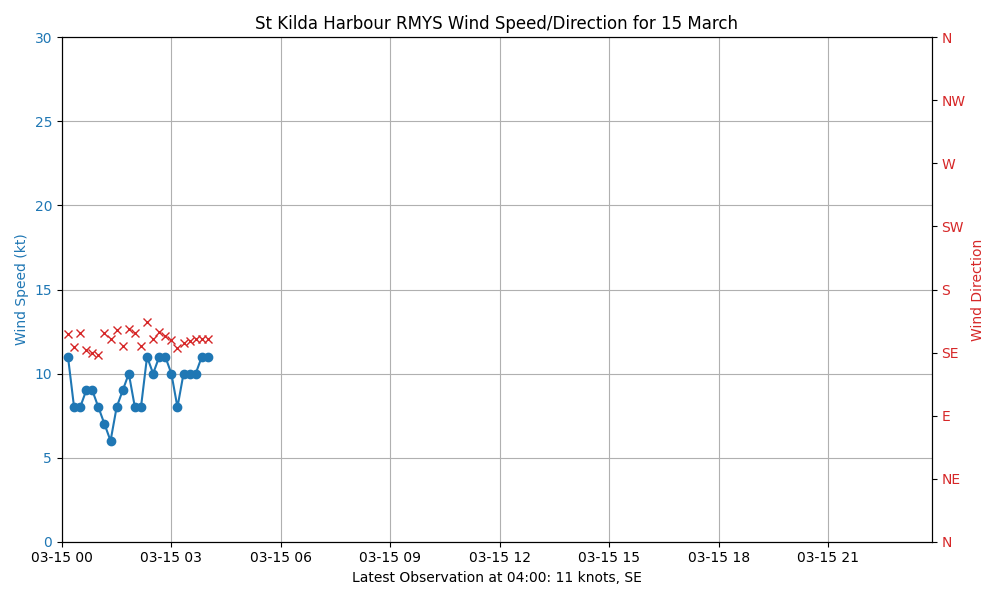 St Kilda Harbour RMYS Wind Speed/Direction for 15 March
Wind Speed (kt)
30
25
20
15
10
5
0
N
NW
W
SW
S
SE
E
NE
N
Wind Direction
03-15 00
03-15 03
03-15 06
03-15 09
03-15 12
03-15 15
03-15 18
03-15 21
Latest Observation at 04:00: 11 knots, SE